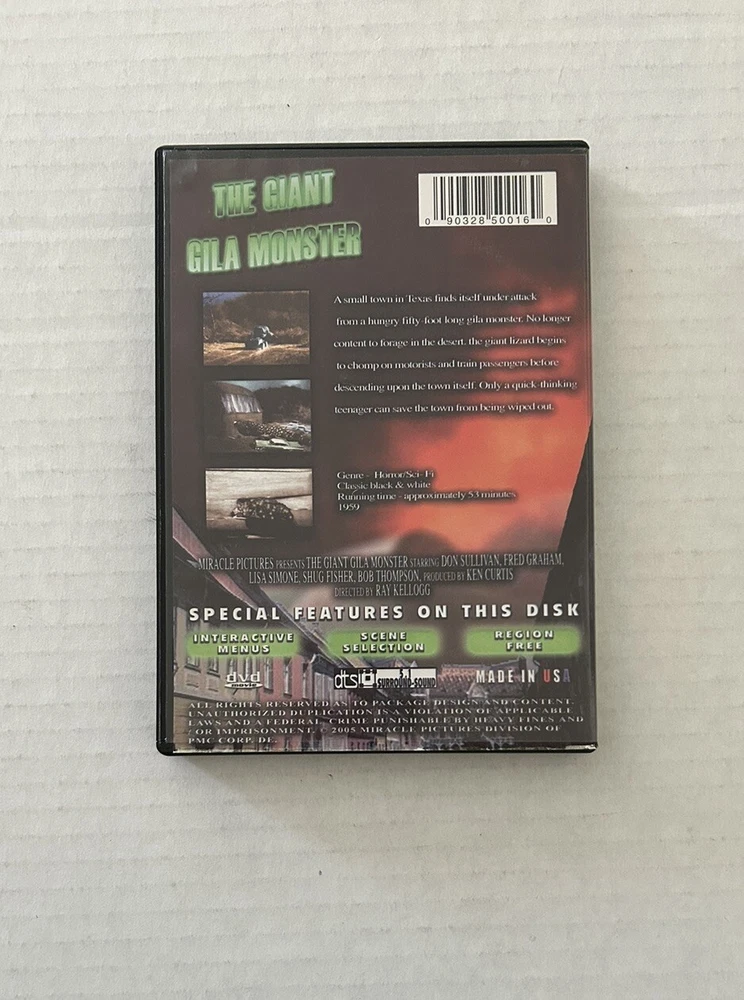 THE GIANT
GILA MONSTER
0 90328 50016 0
A small town in Texas finds itself under attack
from a hungry fifty-foot long gila monster. No longer
content to forage in the desert, the giant lizard begins
to chomp on motorists and train passengers before
descending upon the town itself. Only a quick-thinking
teenager can save the town from being wiped out.
Genre - Horror/Sci- Fi
Classic black & white
Running time - approximately 53 minutes
1959
MIRACLE PICTURES PRESENTS THE GIANT GILA MONSTER STARRING DON SULLIVAN, FRED GRAHAM,
LISA SIMONE, SHUG FISHER, BOB THOMPSON, PRODUCED BY KEN CURTIS
DIRECTED BY RAY KELLOGG
SPECIAL FEATURES ON THIS DISK
INTERACTIVE
MENUS
SCENE
SELECTION
REGION
FREE
dvd
movie
dts
5.1
SURROUND-SOUND
MADE IN USA
ALL RIGHTS RESERVED AS TO PACKAGE DESIGN AND CONTENT.
UNAUTHORIZED DUPLICATION IS A VIOLATION OF APPLICABLE
LAWS AND A FEDERAL CRIME PUNISHABLE BY HEAVY FINES AND
/ OR IMPRISONMENT. © 2005 MIRACLE PICTURES DIVISION OF
PMC CORP. DE.